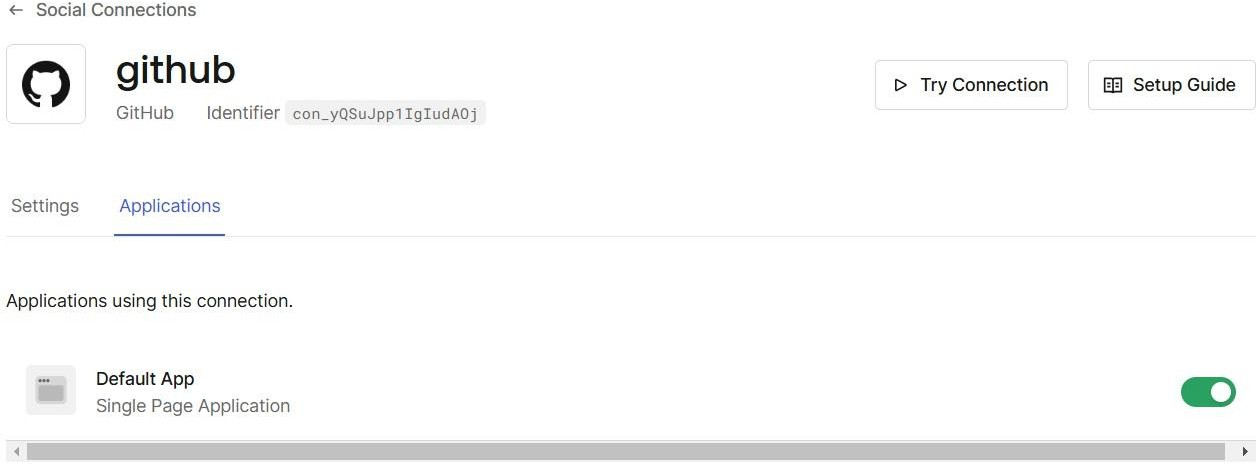 ← Social Connections
github
Try Connection
Setup Guide
GitHub Identifier con_yQSuJpp1IgIudAOj
Settings Applications
Applications using this connection.
Default App
Single Page Application